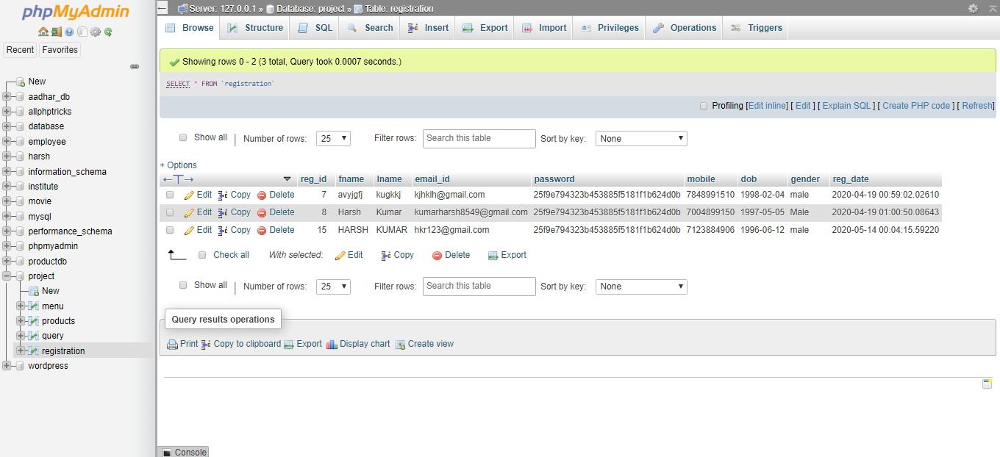 phpMyAdmin
Recent Favorites
New
aadhar_db
allphptricks
database
employee
harsh
information_schema
institute
movie
mysql
performance_schema
phpmyadmin
productdb
project
New
menu
products
query
registration
wordpress
Server: 127.0.0.1 » Database: project » Table: registration
Browse Structure SQL Search Insert Export Import Privileges Operations Triggers
Showing rows 0 - 2 (3 total, Query took 0.0007 seconds.)
SELECT * FROM `registration`
Profiling [Edit inline] [ Edit ] [ Explain SQL ] [ Create PHP code ] [ Refresh]
Show all Number of rows: 25 Filter rows: Search this table Sort by key: None
+ Options
←T→ reg_id fname lname email_id password mobile dob gender reg_date
Edit Copy Delete 7 avyjgfj kugkkj kjhklh@gmail.com 25f9e794323b453885f5181f1b624d0b 7848991510 1998-02-04 male 2020-04-19 00:59:02.02610
Edit Copy Delete 8 Harsh Kumar kumarharsh8549@gmail.com 25f9e794323b453885f5181f1b624d0b 7004899150 1997-05-05 Male 2020-04-19 01:00:50.08643
Edit Copy Delete 15 HARSH KUMAR hkr123@gmail.com 25f9e794323b453885f5181f1b624d0b 7123884906 1996-06-12 male 2020-05-14 00:04:15.59220
Check all With selected: Edit Copy Delete Export
Show all Number of rows: 25 Filter rows: Search this table Sort by key: None
Query results operations
Print Copy to clipboard Export Display chart Create view
Console